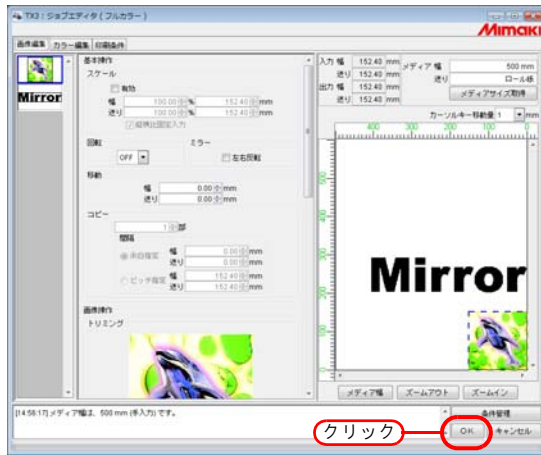 TX3 : ジョブエディタ ( フルカラー )
Mimaki
画像編集 カラー編集 印刷条件
Mirror
基本操作
スケール
有効
幅 100.00 % 152.40 mm
送り 100.00 % 152.40 mm
縦横比固定入力
回転 ミラー
OFF 左右反転
移動
幅 0.00 mm
送り 0.00 mm
コピー
1 部
間隔
余白指定 幅 0.00 mm
送り 0.00 mm
ピッチ指定 幅 152.40 mm
送り 152.40 mm
画像操作
トリミング
入力 幅 152.40 mm
送り 152.40 mm
出力 幅 152.40 mm
送り 152.40 mm
メディア 幅 500 mm
送り ロール様
メディアサイズ取得
カーソルキー移動量 1 mm
400 300 200 100 0
500
400
300
200
100
0
Mirror
メディア幅 ズームアウト ズームイン
[14:56:17] メディア幅は、500 mm (手入力) です。
条件管理
クリック
OK キャンセル